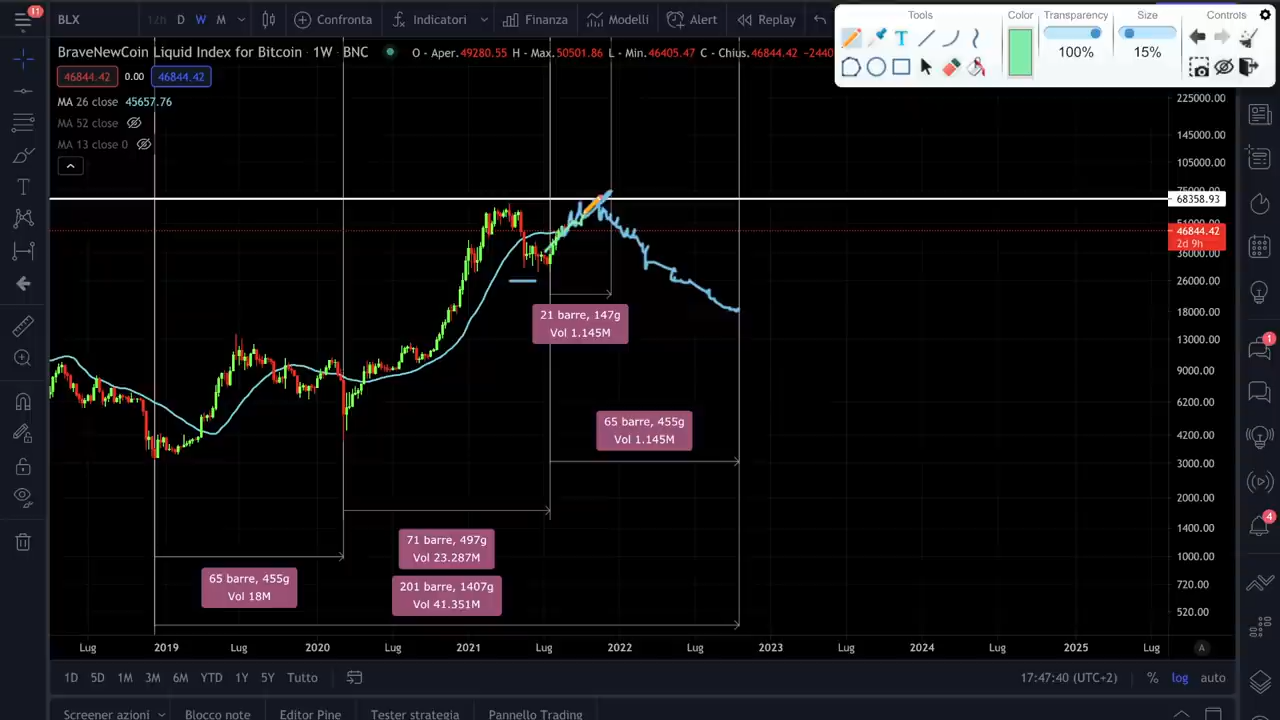 11
BLX
12h D W M
Confronta
Indicatori
Finanza
Modelli
Alert
Replay
Tools
Color
Transparency
Size
Controls
100%
15%
BraveNewCoin Liquid Index for Bitcoin · 1W · BNC
O - Aper.49280.55 H - Max.50501.86 L - Min.46405.47 C - Chius.46844.42 -2440
46844.42 0.00 46844.42
MA 26 close 45657.76
MA 52 close
MA 13 close 0
225000.00
145000.00
105000.00
75000.00
68358.93
51000.00
46844.42
2d 9h
36000.00
26000.00
18000.00
13000.00
9000.00
6200.00
4200.00
3000.00
2000.00
1400.00
1000.00
720.00
520.00
21 barre, 147g
Vol 1.145M
65 barre, 455g
Vol 1.145M
71 barre, 497g
Vol 23.287M
65 barre, 455g
Vol 18M
201 barre, 1407g
Vol 41.351M
Lug 2019 Lug 2020 Lug 2021 Lug 2022 Lug 2023 Lug 2024 Lug 2025 Lug
A
1D 5D 1M 3M 6M YTD 1Y 5Y Tutto
17:47:40 (UTC+2)
% log auto
Screener azioni
Blocco note
Editor Pine
Tester strategia
Pannello Trading
1
4